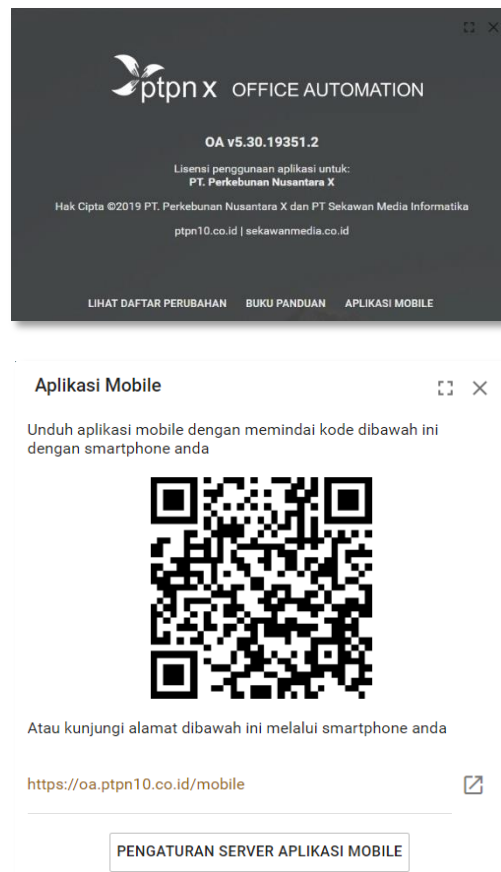 ptpn x OFFICE AUTOMATION
OA v5.30.19351.2
Lisensi penggunaan aplikasi untuk:
PT. Perkebunan Nusantara X
Hak Cipta ©2019 PT. Perkebunan Nusantara X dan PT Sekawan Media Informatika
ptpn10.co.id | sekawanmedia.co.id
LIHAT DAFTAR PERUBAHAN BUKU PANDUAN APLIKASI MOBILE
Aplikasi Mobile
Unduh aplikasi mobile dengan memindai kode dibawah ini
dengan smartphone anda
Atau kunjungi alamat dibawah ini melalui smartphone anda
https://oa.ptpn10.co.id/mobile
PENGATURAN SERVER APLIKASI MOBILE